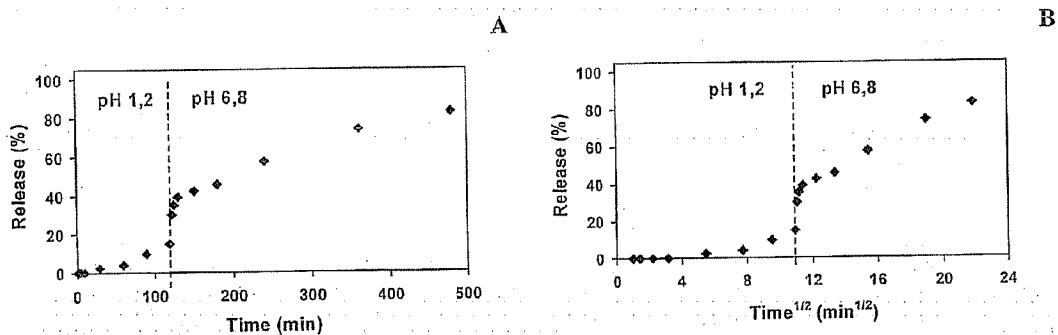 A
100
80
60
40
20
0
pH 1,2
pH 6,8
Release (%)
0 100 200 300 400 500
Time (min)
B
100
80
60
40
20
0
pH 1,2
pH 6,8
Release (%)
0 4 8 12 16 20 24
Time1/2 (min1/2)